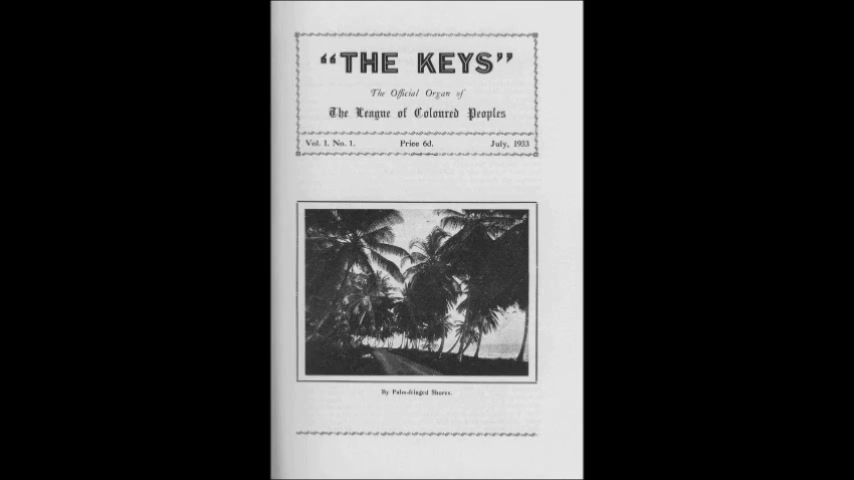 "THE KEYS"
The Official Organ of
The League of Coloured Peoples
Vol. 1. No. 1. Price 6d. July, 1933
By Palm-fringed Shores.